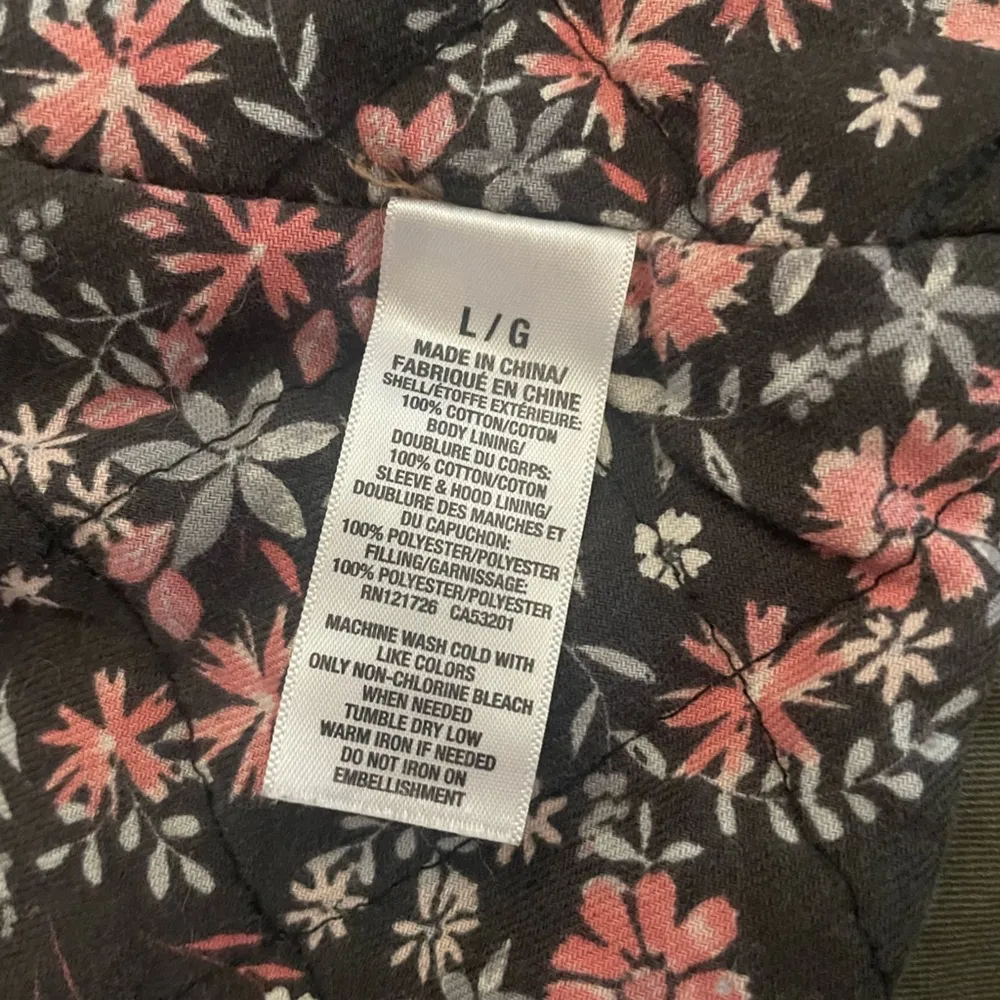 L / G
MADE IN CHINA/
FABRIQUÉ EN CHINE
SHELL/ÉTOFFE EXTÉRIEURE:
100% COTTON/COTON
BODY LINING/
DOUBLURE DU CORPS:
100% COTTON/COTON
SLEEVE & HOOD LINING/
DOUBLURE DES MANCHES ET
DU CAPUCHON:
100% POLYESTER/POLYESTER
FILLING/GARNISSAGE:
100% POLYESTER/POLYESTER
RN121726 CA53201
MACHINE WASH COLD WITH
LIKE COLORS
ONLY NON-CHLORINE BLEACH
WHEN NEEDED
TUMBLE DRY LOW
WARM IRON IF NEEDED
DO NOT IRON ON
EMBELLISHMENT